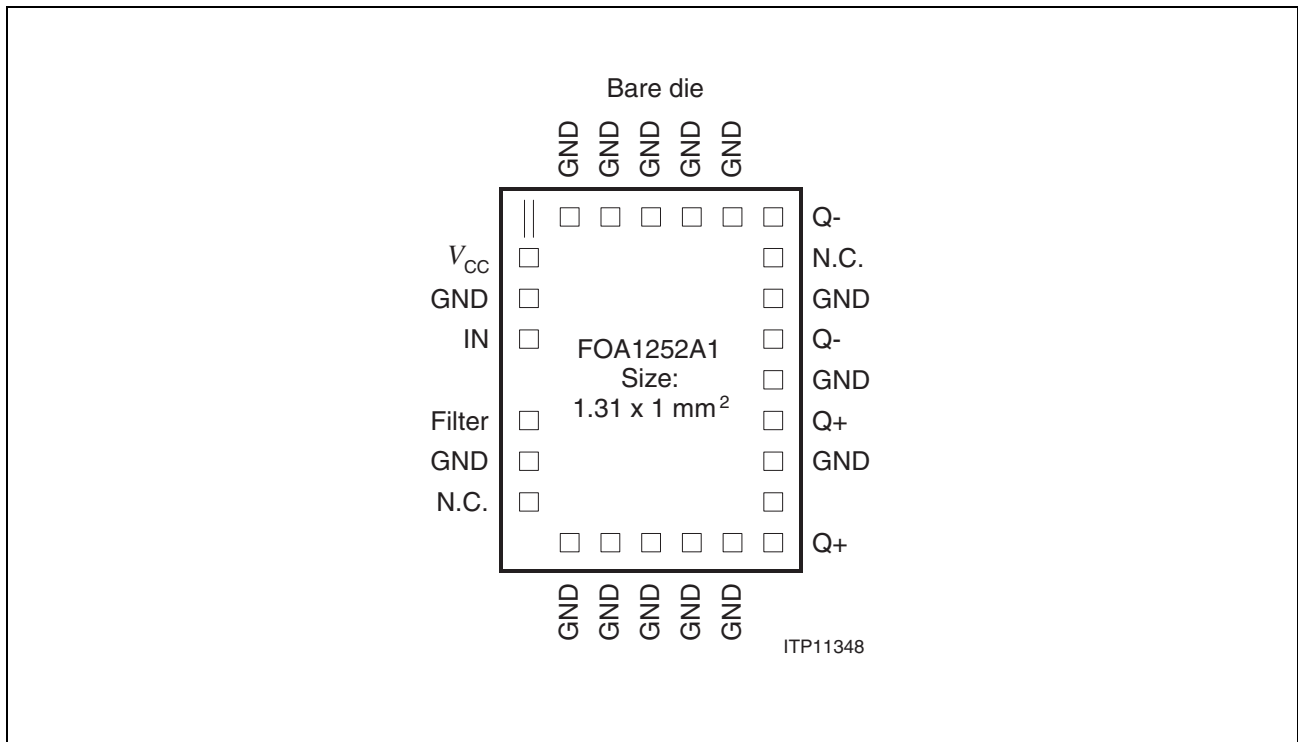 Bare die
GND GND GND GND GND
Q-
V_CC N.C.
GND GND
IN Q-
FOA1252A1
Size:
GND
1.31 x 1 mm²
Filter Q+
GND GND
N.C.
Q+
GND GND GND GND GND
ITP11348